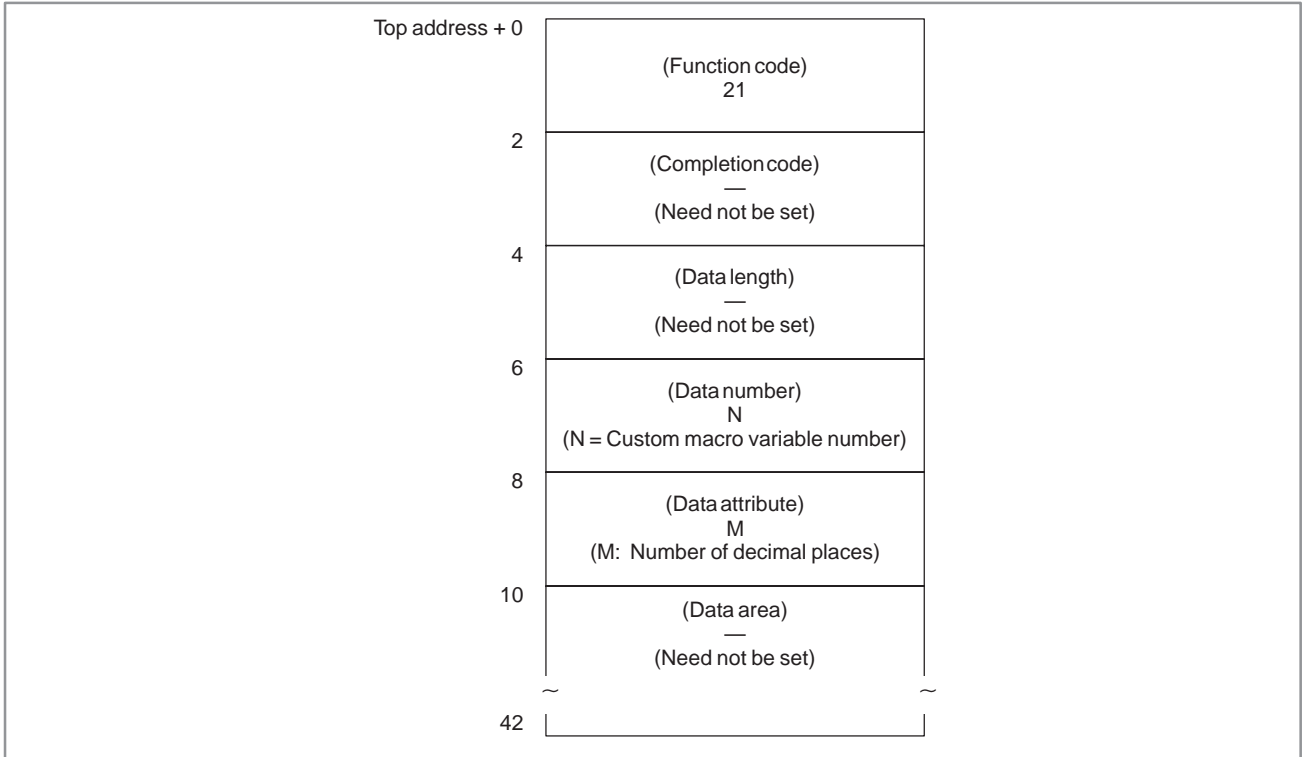 Top address + 0
(Function code)
21
2
(Completion code)
—
(Need not be set)
4
(Data length)
—
(Need not be set)
6
(Data number)
N
(N = Custom macro variable number)
8
(Data attribute)
M
(M: Number of decimal places)
10
(Data area)
—
(Need not be set)
~ ~
42